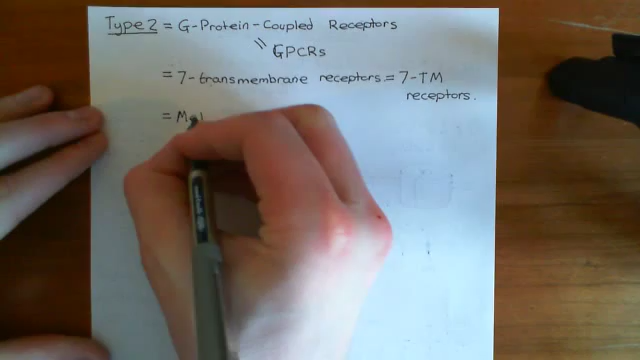 Type 2 = G-Protein-Coupled Receptors
= GPCRs
= 7-transmembrane receptors. = 7-TM
receptors.
=